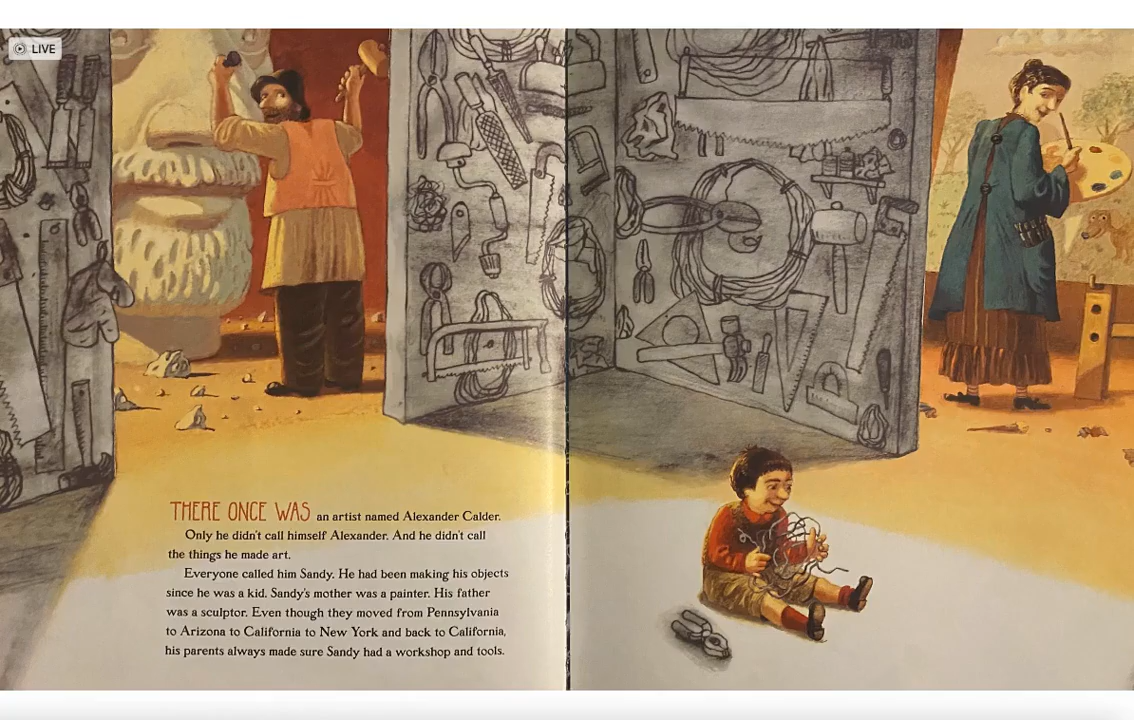 LIVE
THERE ONCE WAS an artist named Alexander Calder.
Only he didn't call himself Alexander. And he didn't call
the things he made art.
Everyone called him Sandy. He had been making his objects
since he was a kid. Sandy's mother was a painter. His father
was a sculptor. Even though they moved from Pennsylvania
to Arizona to California to New York and back to California,
his parents always made sure Sandy had a workshop and tools.